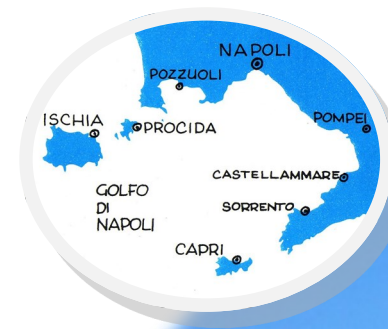 NAPOLI
POZZUOLI
ISCHIA
PROCIDA
POMPEI
CASTELLAMMARE
GOLFO
DI
NAPOLI
SORRENTO
CAPRI